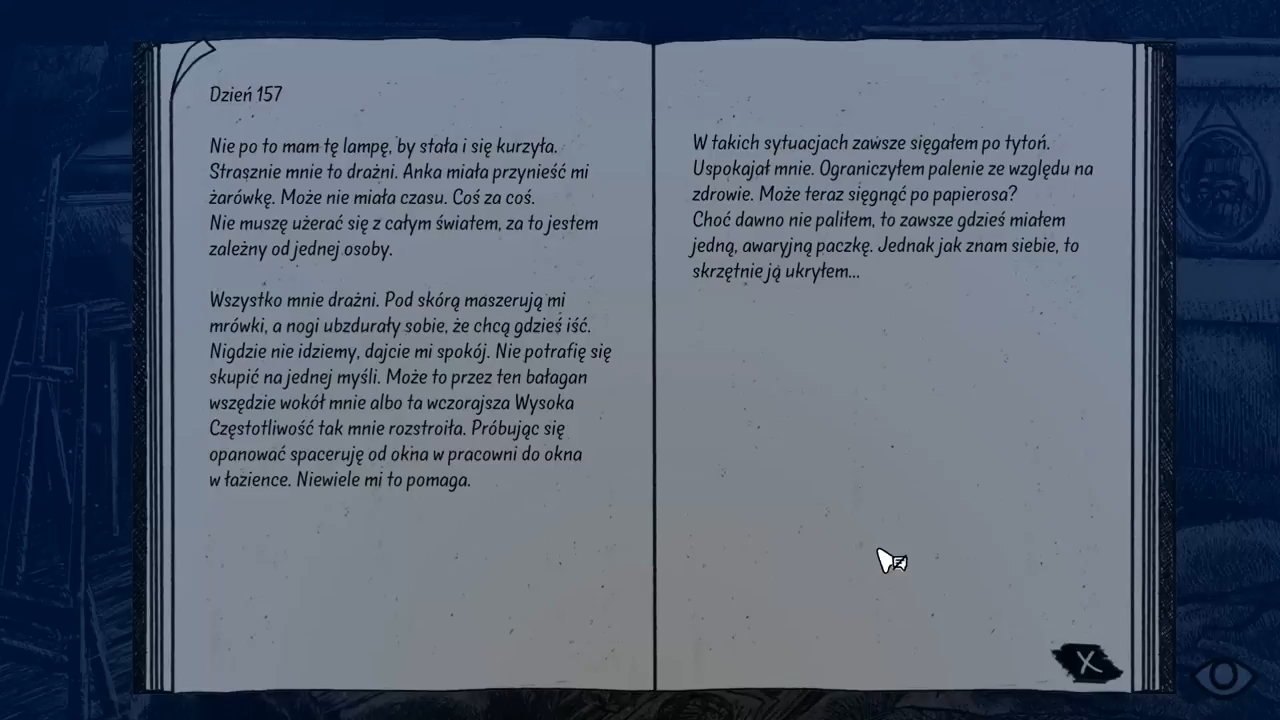 Dzień 157
Nie po to mam tę lampę, by stała i się kurzyła.
Strasznie mnie to drażni. Anka miała przynieść mi
żarówkę. Może nie miała czasu. Coś za coś.
Nie muszę użerać się z całym światem, za to jestem
zależny od jednej osoby.
Wszystko mnie drażni. Pod skórą maszerują mi
mrówki, a nogi ubzdurały sobie, że chcą gdzieś iść.
Nigdzie nie idziemy, dajcie mi spokój. Nie potrafię się
skupić na jednej myśli. Może to przez ten bałagan
wszędzie wokół mnie albo ta wczorajsza Wysoka
Częstotliwość tak mnie rozstroiła. Próbując się
opanować spaceruję od okna w pracowni do okna
w łazience. Niewiele mi to pomaga.
W takich sytuacjach zawsze sięgałem po tytoń.
Uspokajał mnie. Ograniczyłem palenie ze względu na
zdrowie. Może teraz sięgnąć po papierosa?
Choć dawno nie paliłem, to zawsze gdzieś miałem
jedną, awaryjną paczkę. Jednak jak znam siebie, to
skrzętnie ją ukryłem...
X